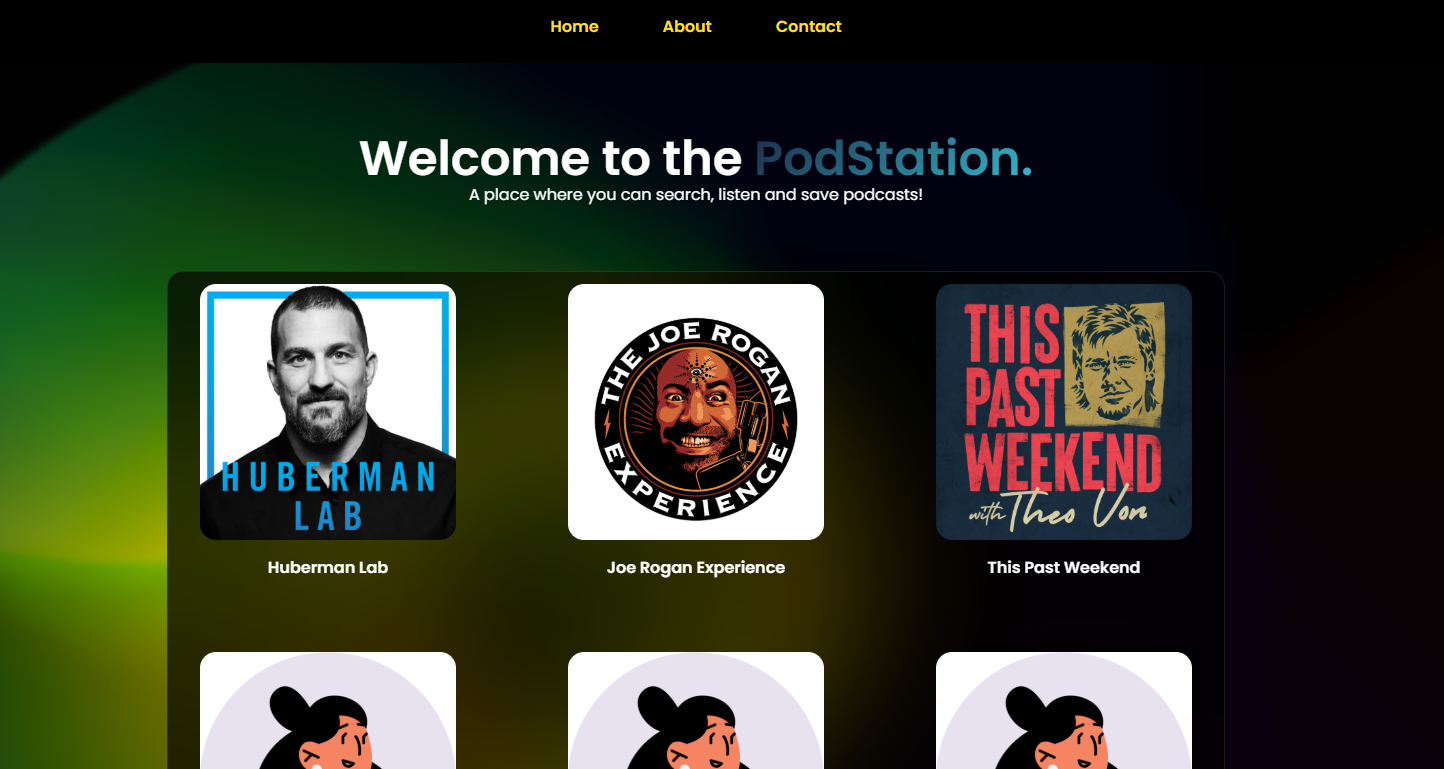 Home About Contact
Welcome to the PodStation.
A place where you can search, listen and save podcasts!
HUBERMAN
LAB
THE JOE ROGAN
EXPERIENCE
THIS
PAST
WEEKEND
with Theo Von
Huberman Lab
Joe Rogan Experience
This Past Weekend